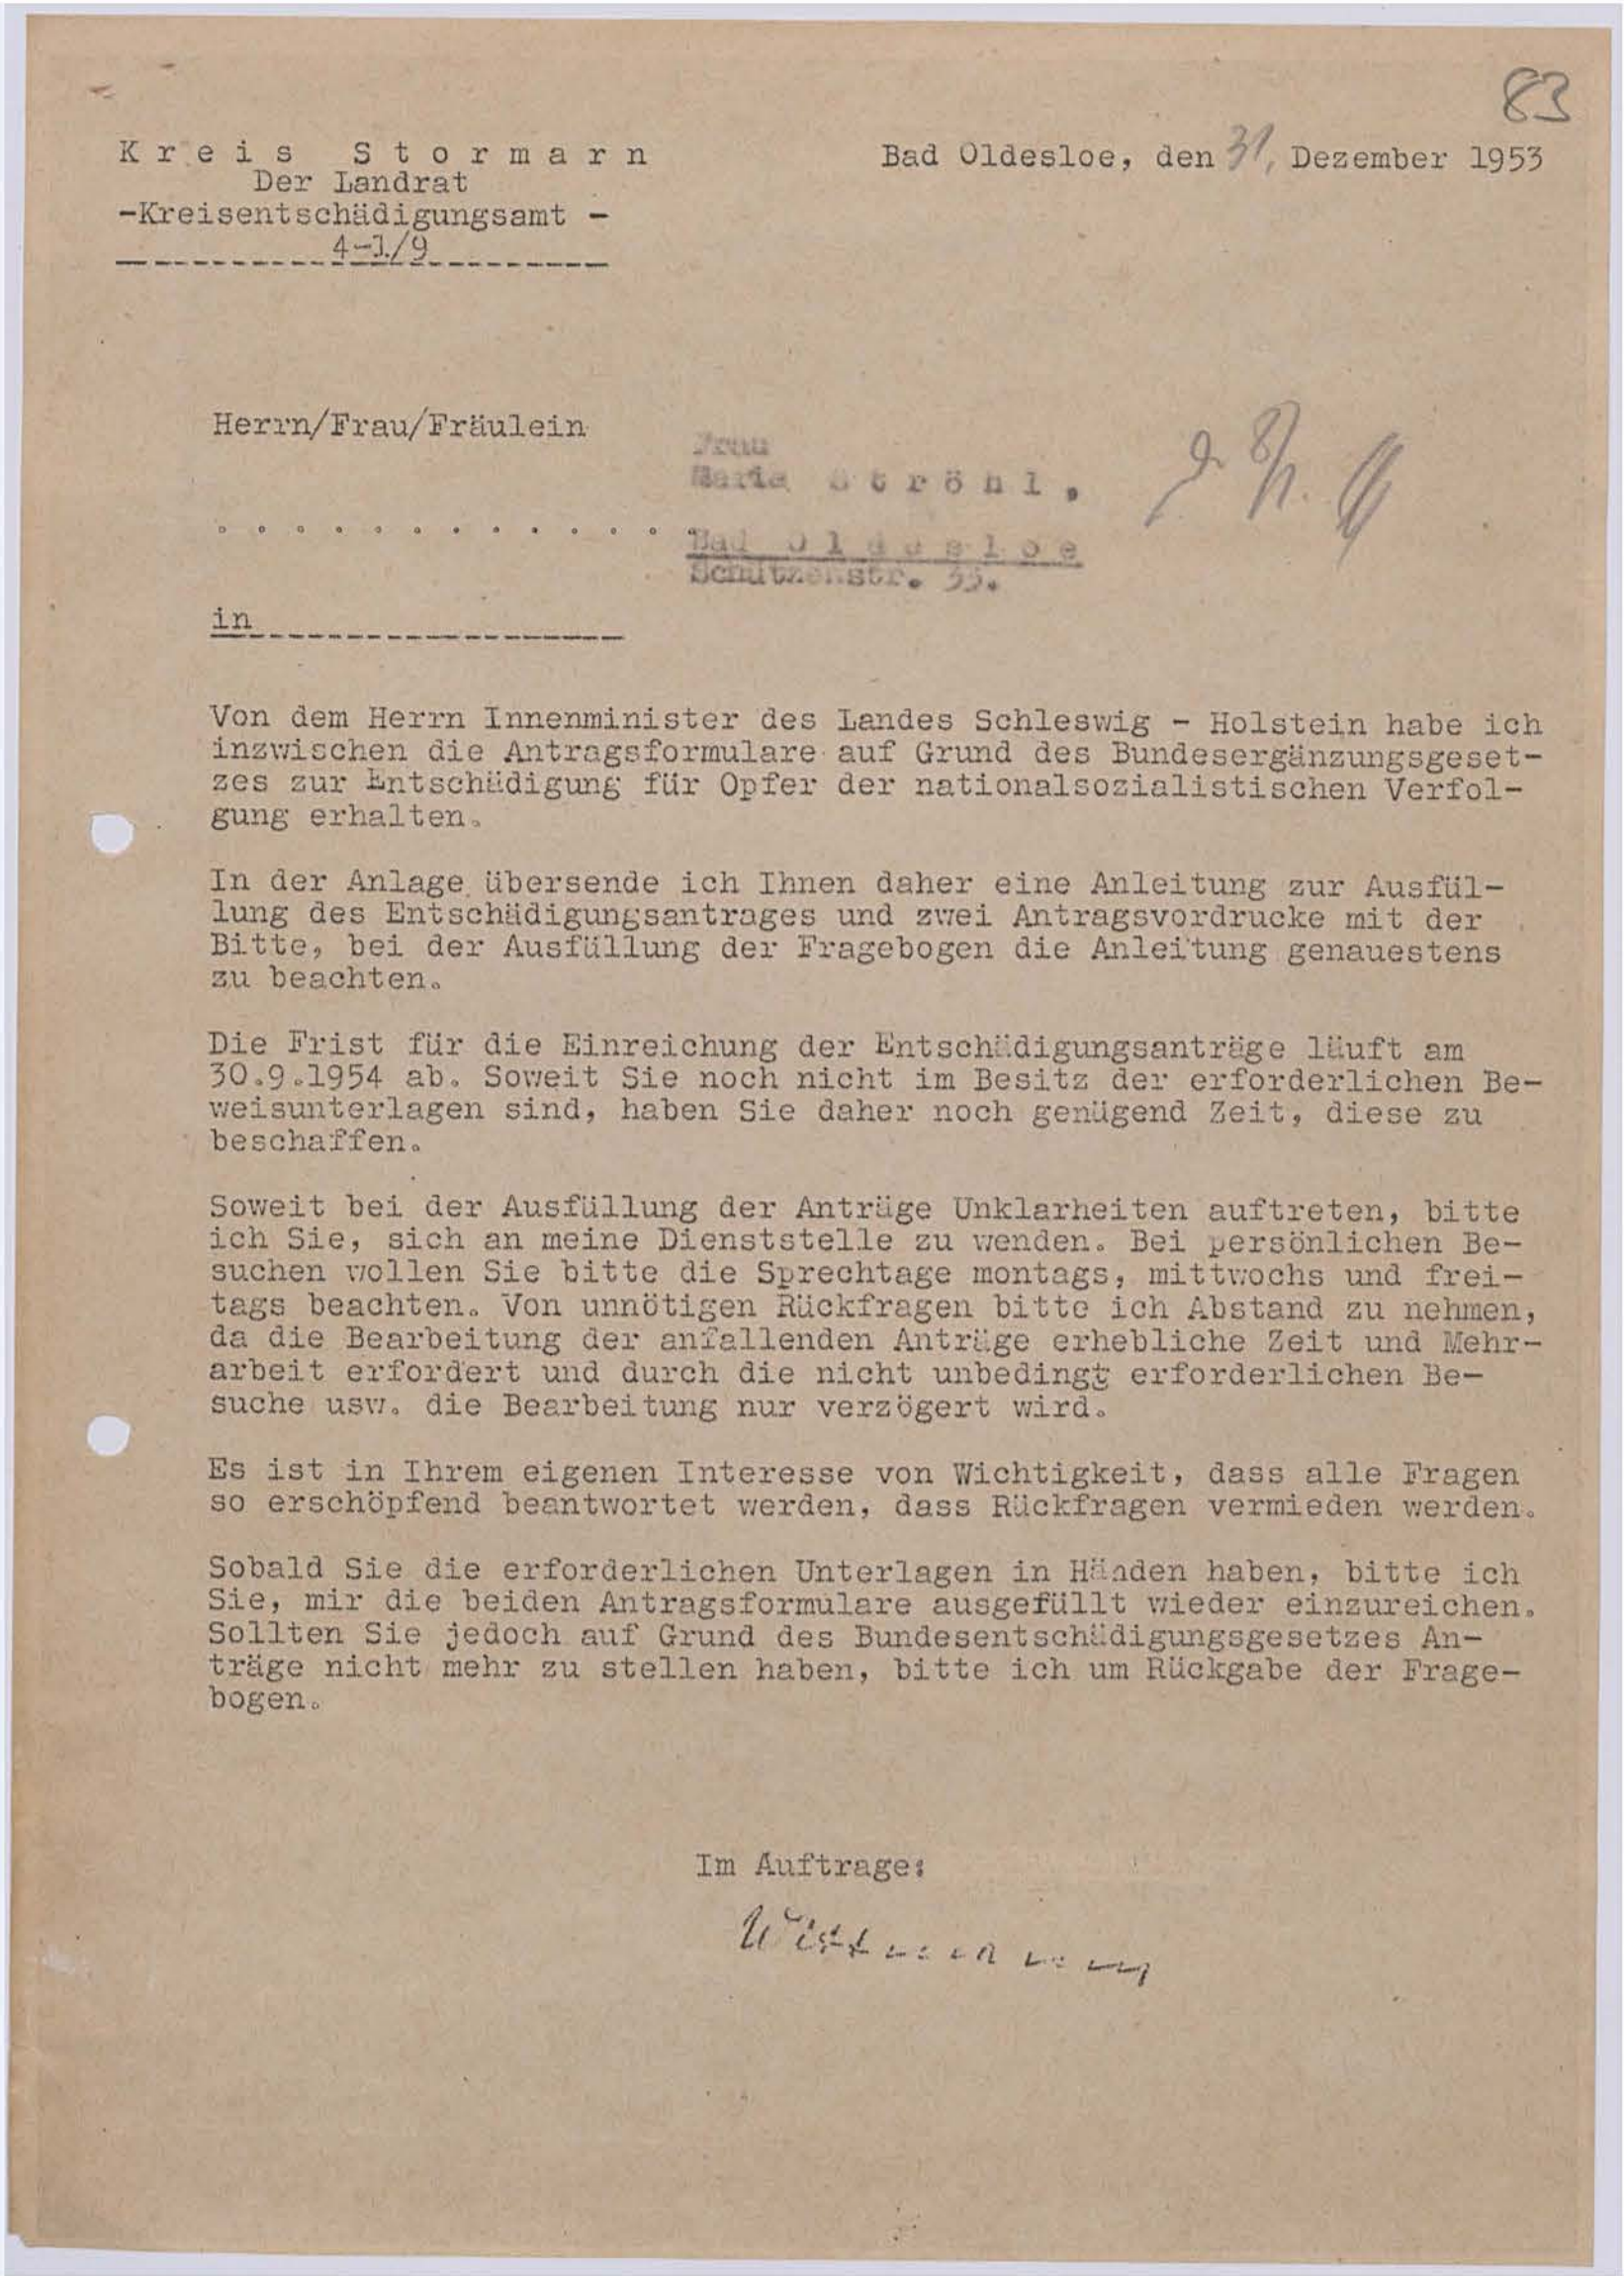 83
Kreis Stormarn
Bad Oldesloe, den 31. Dezember 1953
Der Landrat
-Kreisentschädigungsamt -
4-1/9
Herrn/Frau/Fräulein
Frau
Maria Ströhl,
. . . . . . . . . . . .
Bad Oldesloe
Schützenstr. 33.
in
Von dem Herrn Innenminister des Landes Schleswig - Holstein habe ich
inzwischen die Antragsformulare auf Grund des Bundesergänzungsgeset-
zes zur Entschädigung für Opfer der nationalsozialistischen Verfol-
gung erhalten.
In der Anlage übersende ich Ihnen daher eine Anleitung zur Ausfül-
lung des Entschädigungsantrages und zwei Antragsvordrucke mit der
Bitte, bei der Ausfüllung der Fragebogen die Anleitung genauestens
zu beachten.
Die Frist für die Einreichung der Entschädigungsanträge läuft am
30.9.1954 ab. Soweit Sie noch nicht im Besitz der erforderlichen Be-
weisunterlagen sind, haben Sie daher noch genügend Zeit, diese zu
beschaffen.
Soweit bei der Ausfüllung der Anträge Unklarheiten auftreten, bitte
ich Sie, sich an meine Dienststelle zu wenden. Bei persönlichen Be-
suchen wollen Sie bitte die Sprechtage montags, mittwochs und frei-
tags beachten. Von unnötigen Rückfragen bitte ich Abstand zu nehmen,
da die Bearbeitung der anfallenden Anträge erhebliche Zeit und Mehr-
arbeit erfordert und durch die nicht unbedingt erforderlichen Be-
suche usw. die Bearbeitung nur verzögert wird.
Es ist in Ihrem eigenen Interesse von Wichtigkeit, dass alle Fragen
so erschöpfend beantwortet werden, dass Rückfragen vermieden werden.
Sobald Sie die erforderlichen Unterlagen in Händen haben, bitte ich
Sie, mir die beiden Antragsformulare ausgefüllt wieder einzureichen.
Sollten Sie jedoch auf Grund des Bundesentschädigungsgesetzes An-
träge nicht mehr zu stellen haben, bitte ich um Rückgabe der Frage-
bogen.
Im Auftrage: